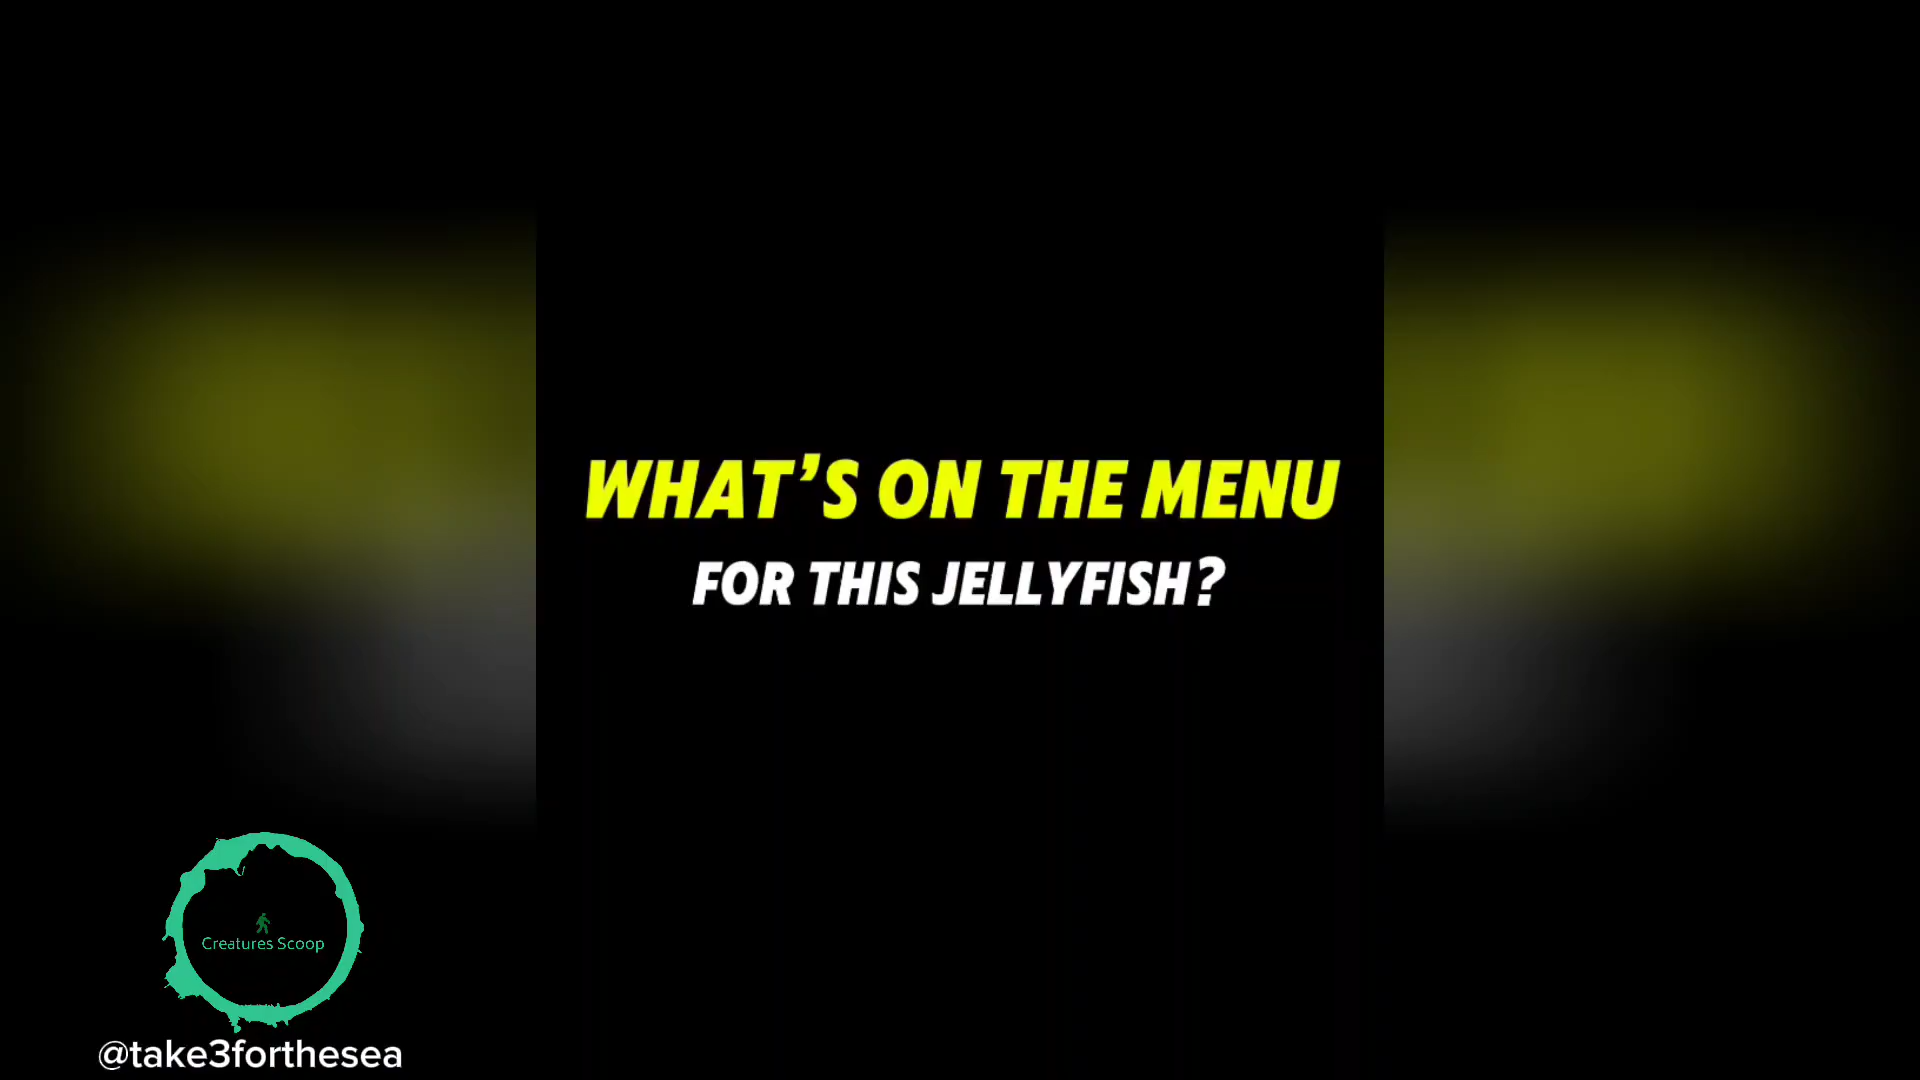 WHAT’S ON THE MENU
FOR THIS JELLYFISH?
Creatures Scoop
@take3forthesea